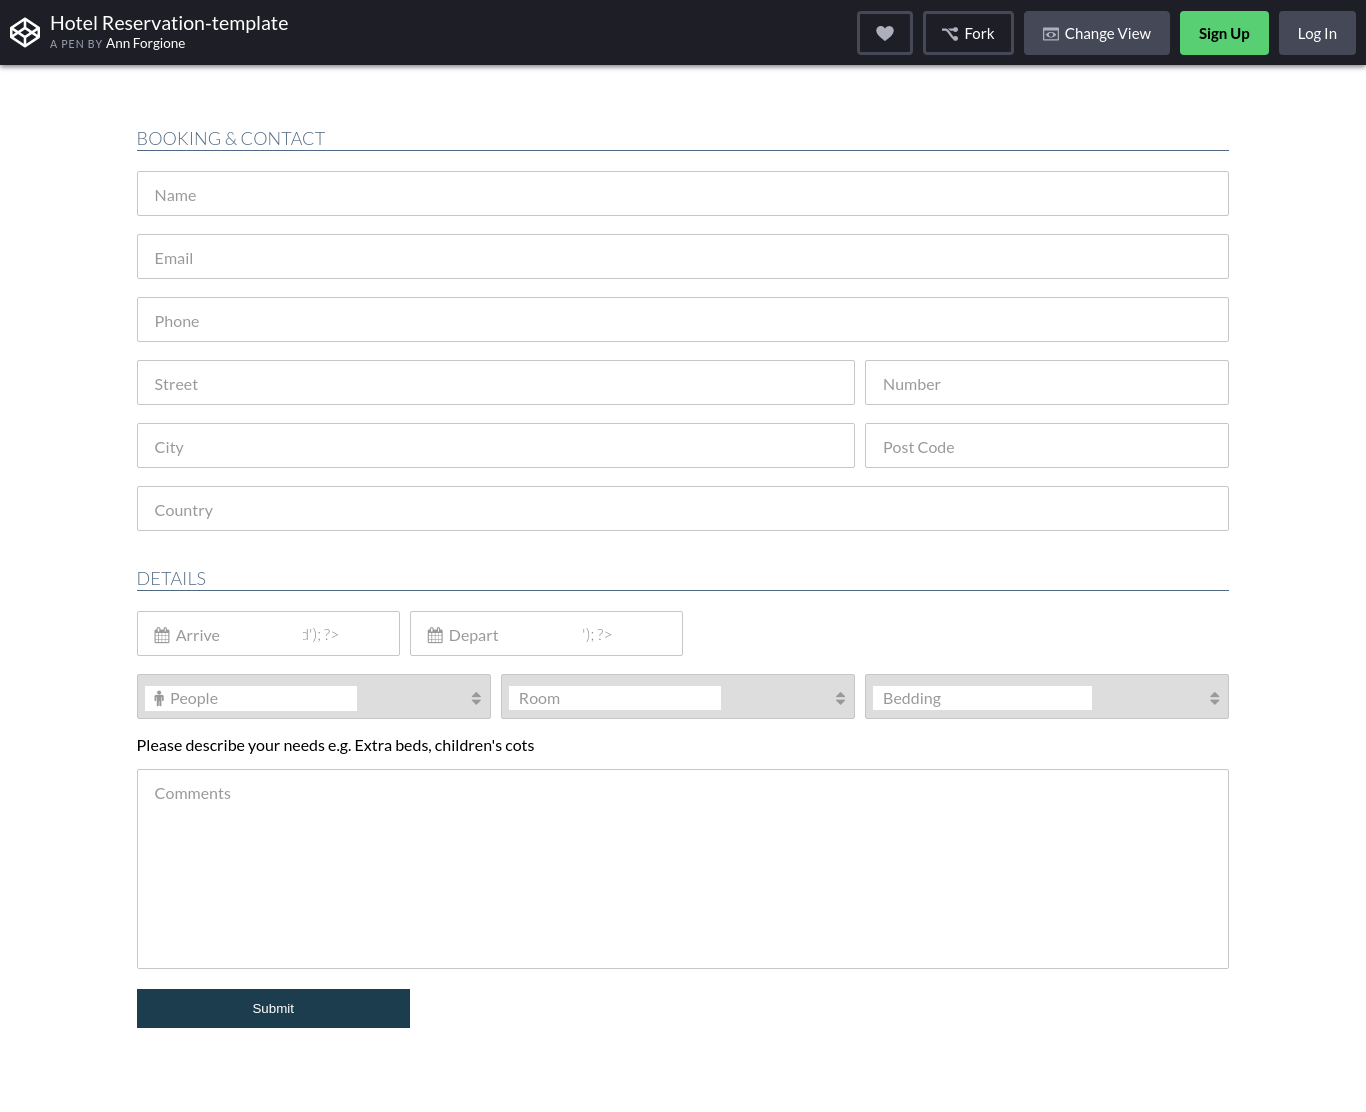 Hotel Reservation-template
A PEN BY Ann Forgione
Fork
Change View
Sign Up
Log In
BOOKING & CONTACT
Name
Email
Phone
Street
Number
City
Post Code
Country
DETAILS
Arrive d'); ?>
Depart '); ?>
People
Room
Bedding
Please describe your needs e.g. Extra beds, children's cots
Comments
Submit